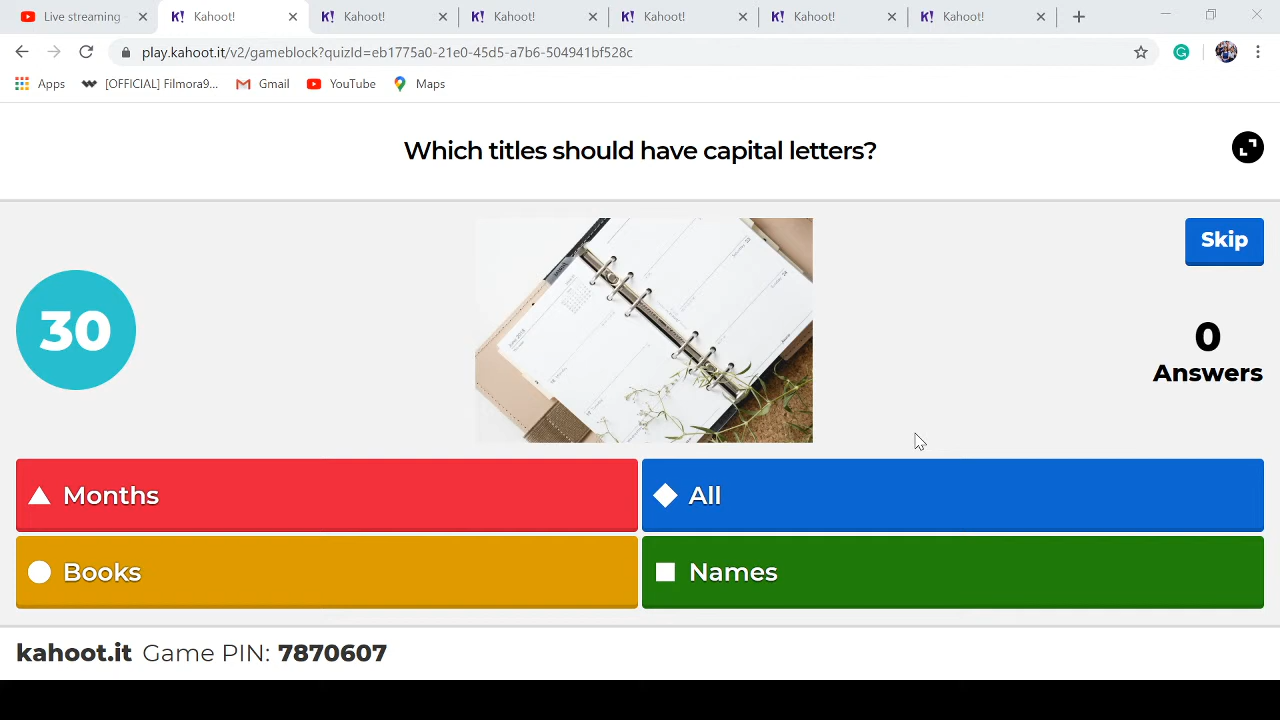 Live streaming
Kahoot!
Kahoot!
Kahoot!
Kahoot!
Kahoot!
Kahoot!
play.kahoot.it/v2/gameblock?quizId=eb1775a0-21e0-45d5-a7b6-504941bf528c
Apps
[OFFICIAL] Filmora9...
Gmail
YouTube
Maps
Which titles should have capital letters?
Skip
30
0
Answers
Months
All
Books
Names
kahoot.it Game PIN: 7870607